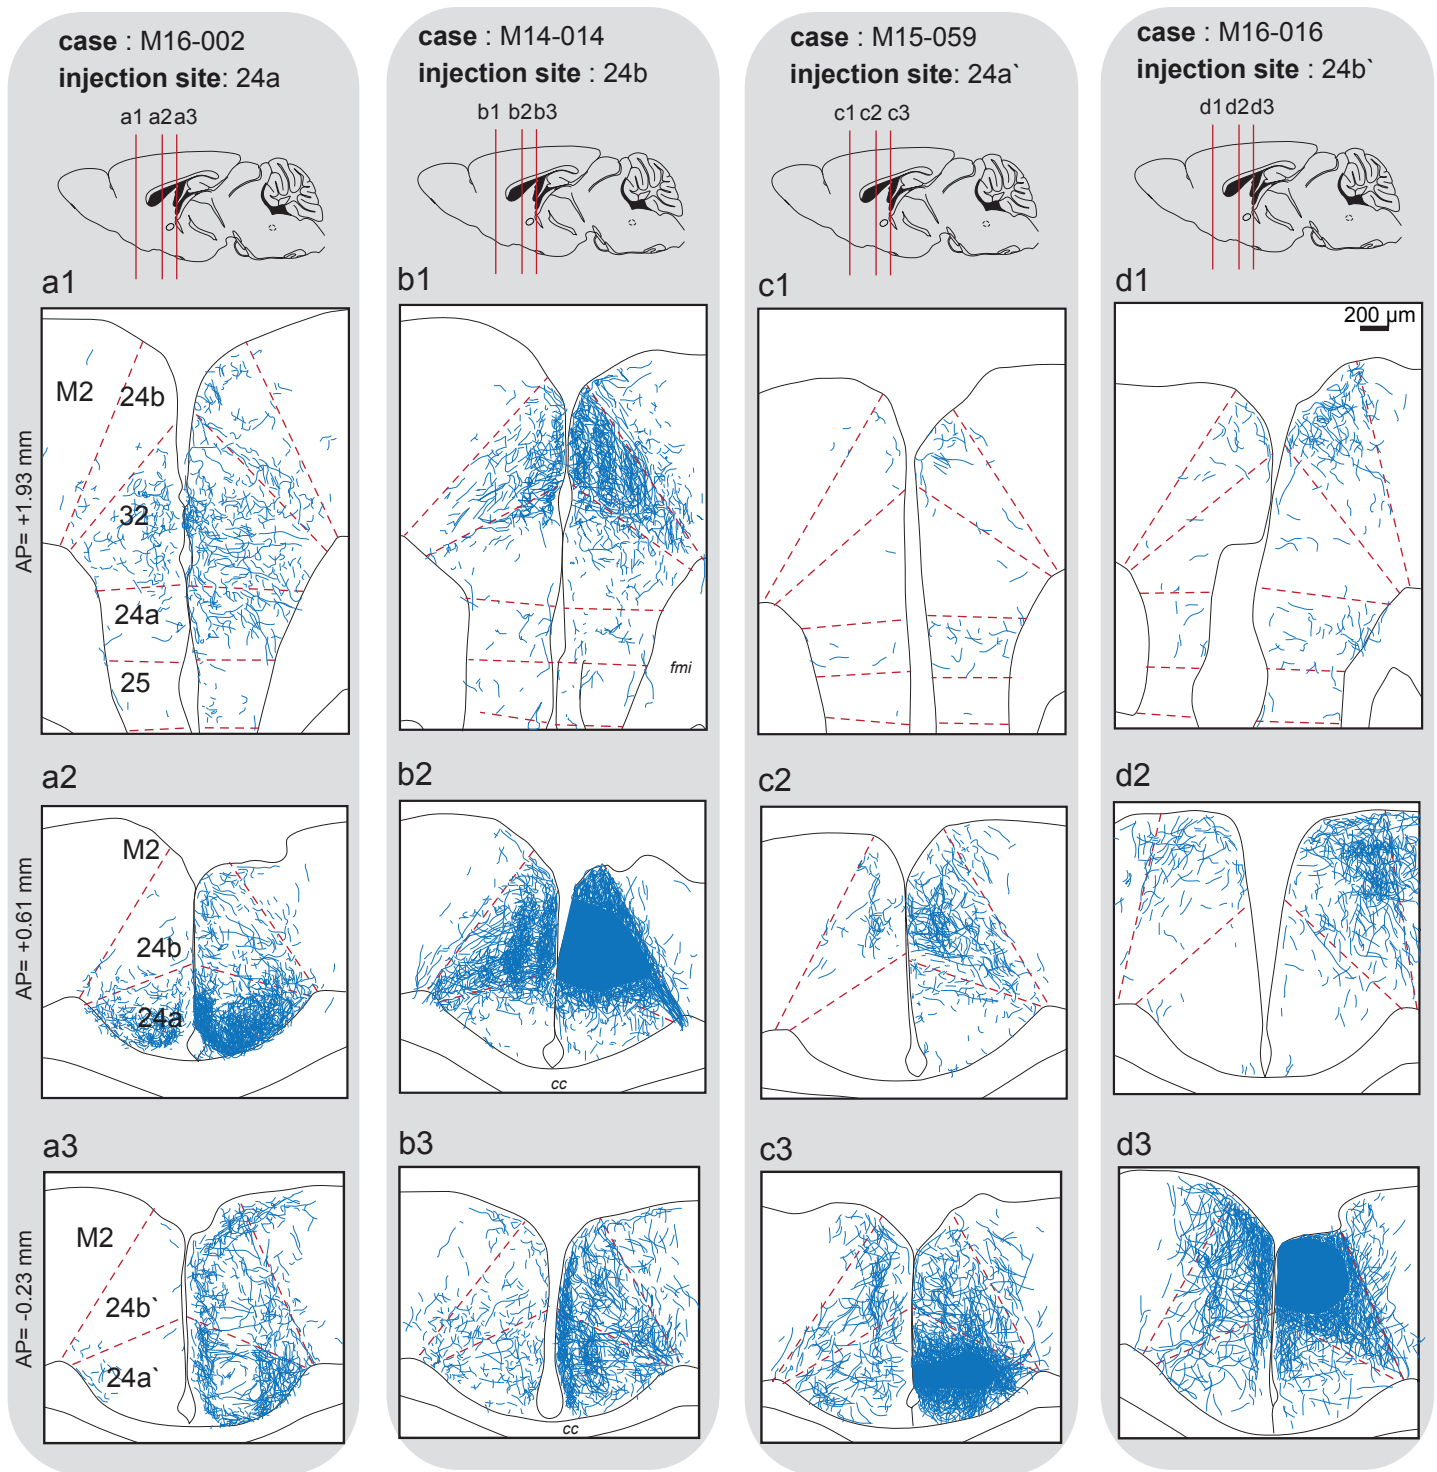 case : M16-002
injection site: 24a
a1 a2 a3
case : M14-014
injection site : 24b
b1 b2 b3
case : M15-059
injection site: 24a`
c1 c2 c3
case : M16-016
injection site : 24b`
d1 d2 d3
a1
b1
c1
d1
AP= +1.93 mm
M2
24b
32
24a
25
fmi
200 µm
a2
b2
c2
d2
AP= +0.61 mm
M2
24b
24a
cc
a3
b3
c3
d3
AP= -0.23 mm
M2
24b`
24a`
cc